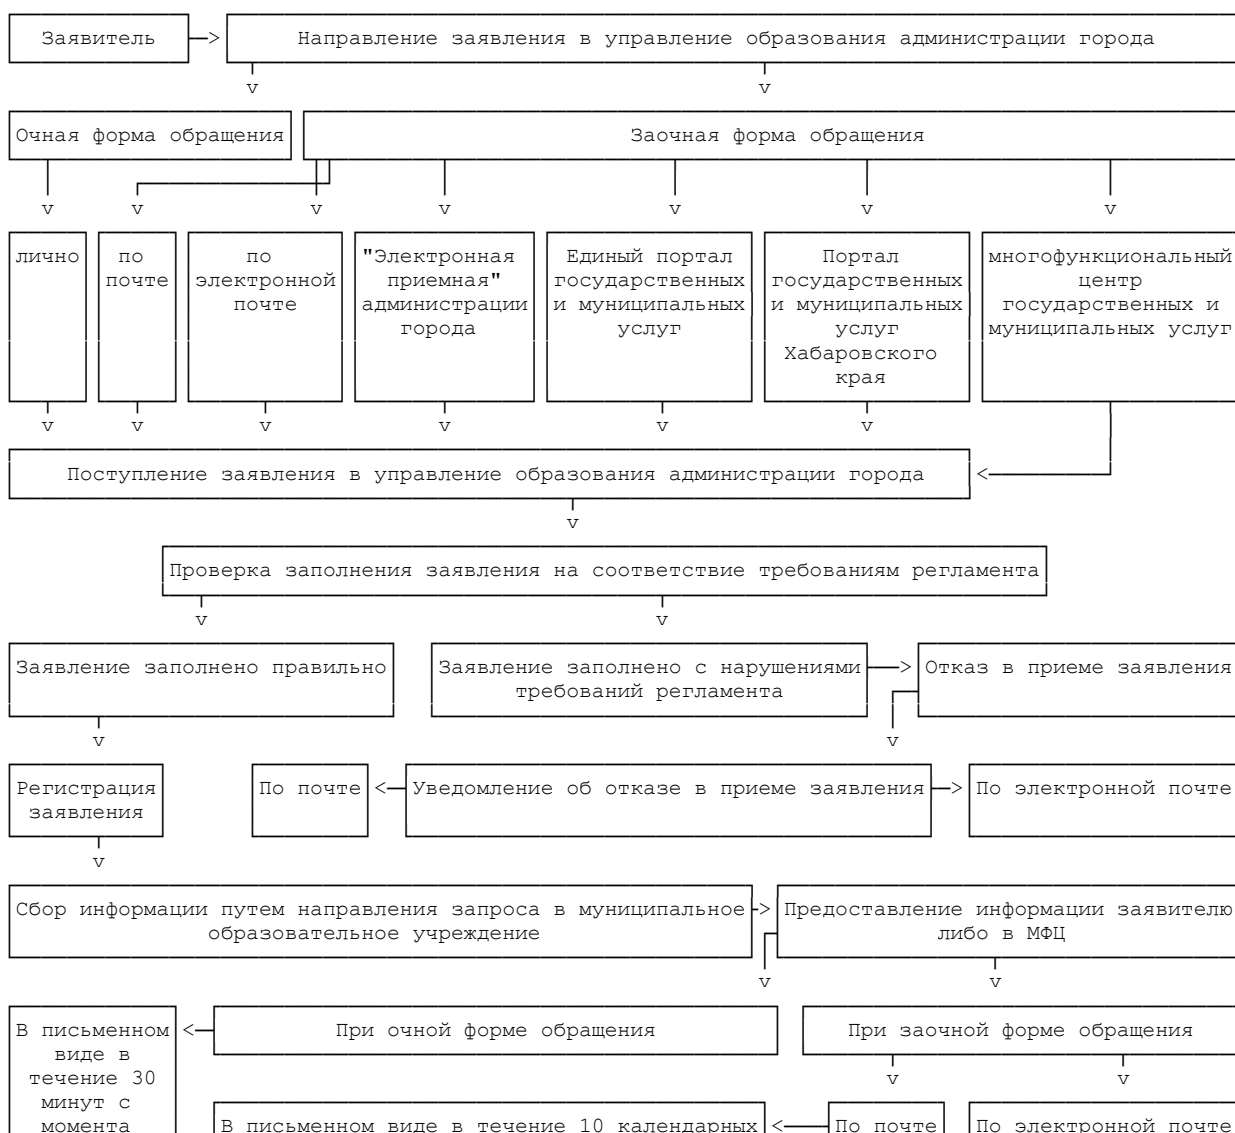 Заявитель
Направление заявления в управление образования администрации города
Очная форма обращения
Заочная форма обращения
лично
по
почте
по
электронной
почте
"Электронная
приемная"
администрации
города
Единый портал
государственных
и муниципальных
услуг
Портал
государственных
и муниципальных
услуг
Хабаровского
края
многофункциональный
центр
государственных и
муниципальных услуг
Поступление заявления в управление образования администрации города
Проверка заполнения заявления на соответствие требованиям регламента
Заявление заполнено правильно
Заявление заполнено с нарушениями
требований регламента
Отказ в приеме заявления
Регистрация
заявления
По почте
Уведомление об отказе в приеме заявления
По электронной почте
Сбор информации путем направления запроса в муниципальное
образовательное учреждение
Предоставление информации заявителю
либо в МФЦ
В письменном
виде в
течение 30
минут с
момента
При очной форме обращения
При заочной форме обращения
В письменном виде в течение 10 календарных
По почте
По электронной почте